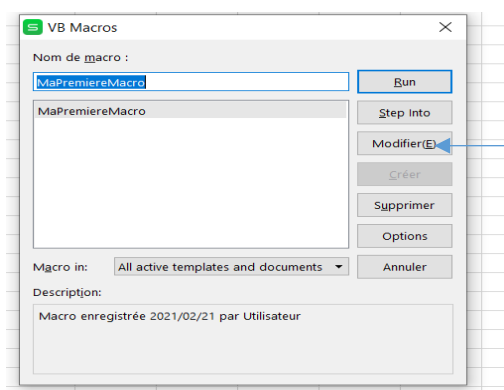 VB Macros
Nom de macro :
MaPremiereMacro
Run
MaPremiereMacro
Step Into
Modifier(E)
Créer
Supprimer
Options
Macro in: All active templates and documents
Annuler
Description:
Macro enregistrée 2021/02/21 par Utilisateur